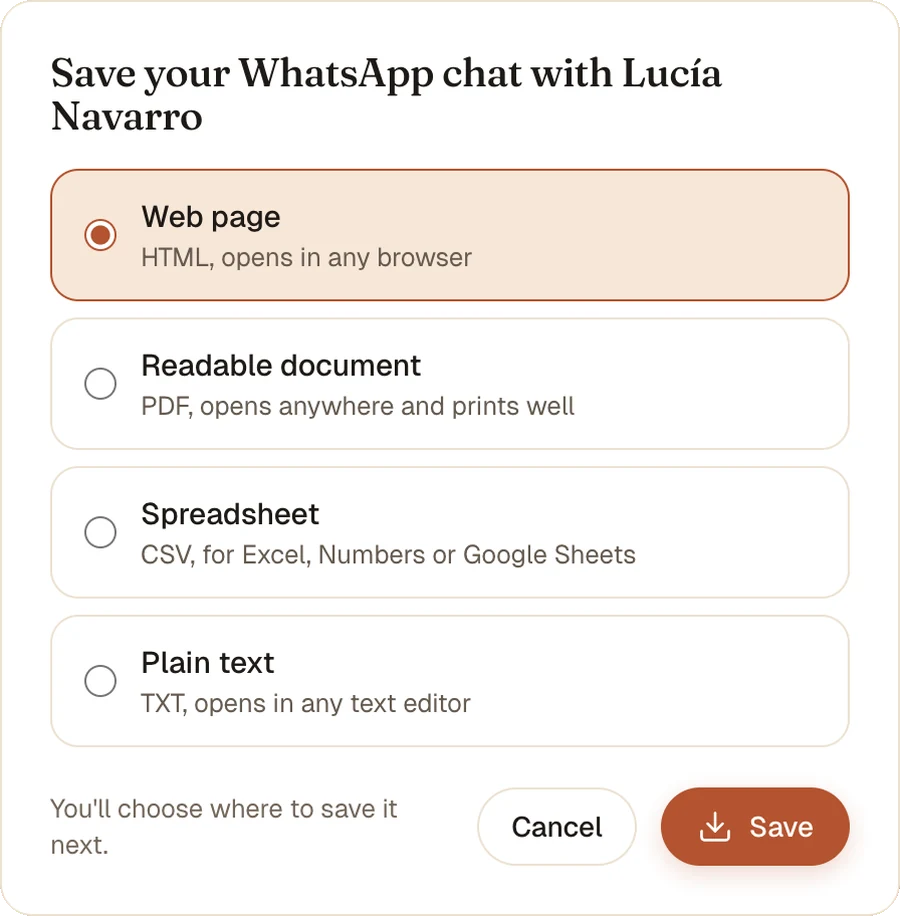 Save your WhatsApp chat with Lucía
Navarro
Web page
HTML, opens in any browser
Readable document
PDF, opens anywhere and prints well
Spreadsheet
CSV, for Excel, Numbers or Google Sheets
Plain text
TXT, opens in any text editor
You'll choose where to save it
next.
Cancel
Save